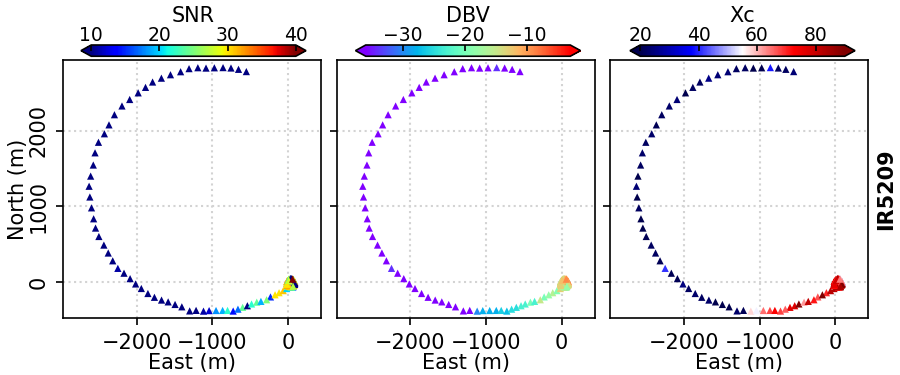 SNR
DBV
Xc
10 20 30 40
−30 −20 −10
20 40 60 80
North (m)
2000
1000
0
IR5209
−2000 −1000 0
−2000 −1000 0
−2000 −1000 0
East (m)
East (m)
East (m)